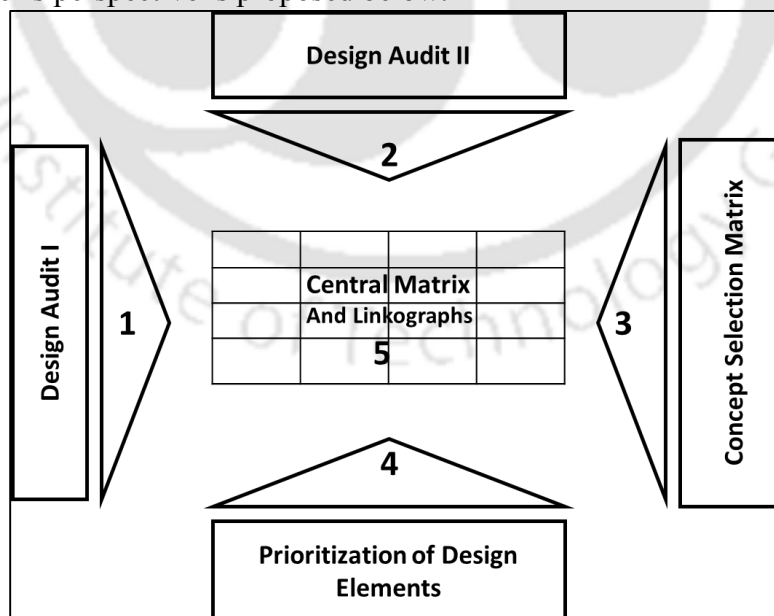 Design Audit II
2
Design Audit I
1
Central Matrix
And Linkographs
5
3
Concept Selection Matrix
4
Prioritization of Design
Elements